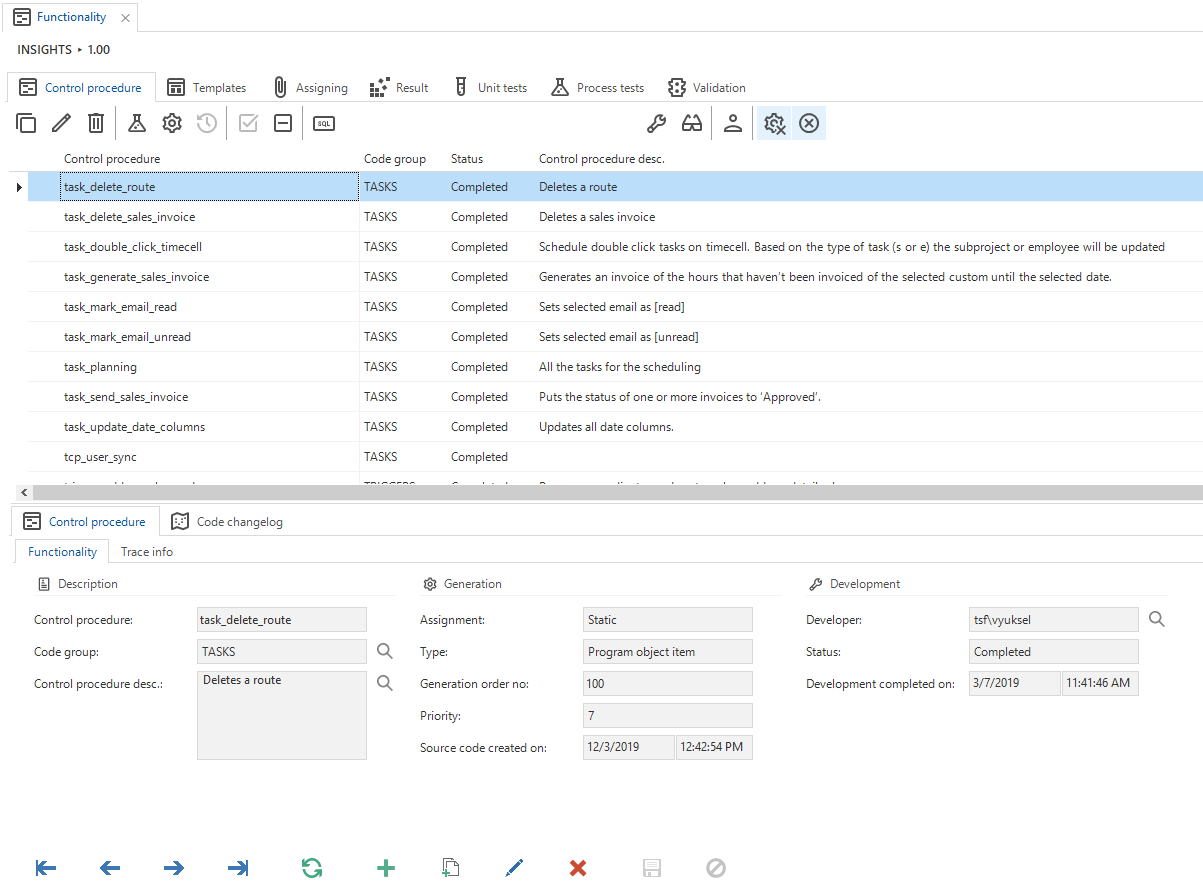 Functionality
INSIGHTS ▸ 1.00
Control procedure Templates Assigning Result Unit tests Process tests Validation
SQL
Control procedure Code group Status Control procedure desc.
task_delete_route TASKS Completed Deletes a route
task_delete_sales_invoice TASKS Completed Deletes a sales invoice
task_double_click_timecell TASKS Completed Schedule double click tasks on timecell. Based on the type of task (s or e) the subproject or employee will be updated
task_generate_sales_invoice TASKS Completed Generates an invoice of the hours that haven't been invoiced of the selected custom until the selected date.
task_mark_email_read TASKS Completed Sets selected email as [read]
task_mark_email_unread TASKS Completed Sets selected email as [unread]
task_planning TASKS Completed All the tasks for the scheduling
task_send_sales_invoice TASKS Completed Puts the status of one or more invoices to 'Approved'.
task_update_date_columns TASKS Completed Updates all date columns.
tcp_user_sync TASKS Completed
TRIGGERS Completed
Control procedure Code changelog
Functionality Trace info
Description Generation Development
Control procedure: task_delete_route Assignment: Static Developer: tsf\vyuksel
Code group: TASKS Type: Program object item Status: Completed
Control procedure desc.: Deletes a route Generation order no: 100 Development completed on: 3/7/2019 11:41:46 AM
Priority: 7
Source code created on: 12/3/2019 12:42:54 PM